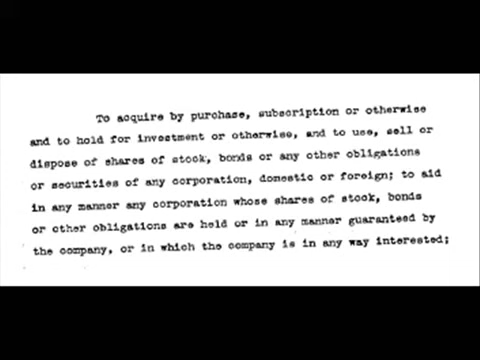 To acquire by purchase, subscription or otherwise
and to hold for investment or otherwise, and to use, sell or
dispose of shares of stock, bonds or any other obligations
or securities of any corporation, domestic or foreign; to aid
in any manner any corporation whose shares of stock, bonds
or other obligations are held or in any manner guaranteed by
the company, or in which the company is in any way interested;